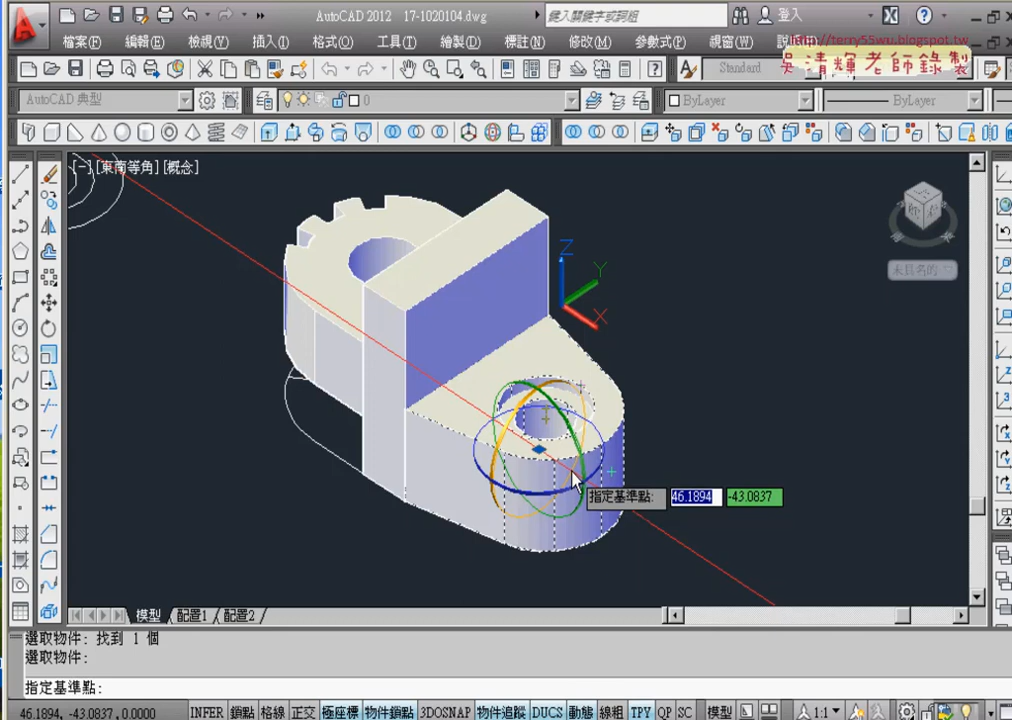 AutoCAD 2012 17-1020104.dwg
鍵入關鍵字或詞組
登入
檔案(F) 編輯(E) 檢視(V) 插入(I) 格式(O) 工具(T) 繪製(D) 標註(N) 修改(M) 參數式(P) 視窗(W)
http://terry55wu.blogspot.tw
吳清輝老師錄製
Standard
AutoCAD 典型
0
ByLayer
ByLayer
[-][東南等角][概念]
未具名的
Z
Y
X
指定基準點: 46.1894 -43.0837
模型 配置1 配置2
選取物件: 找到 1 個
選取物件:
指定基準點:
46.1894, -43.0837, 0.0000 INFER 鎖點 格線 正交 極座標 物件鎖點 3DOSNAP 物件追蹤 DUCS 動態 線粗 TPY QP SC 模型 1:1